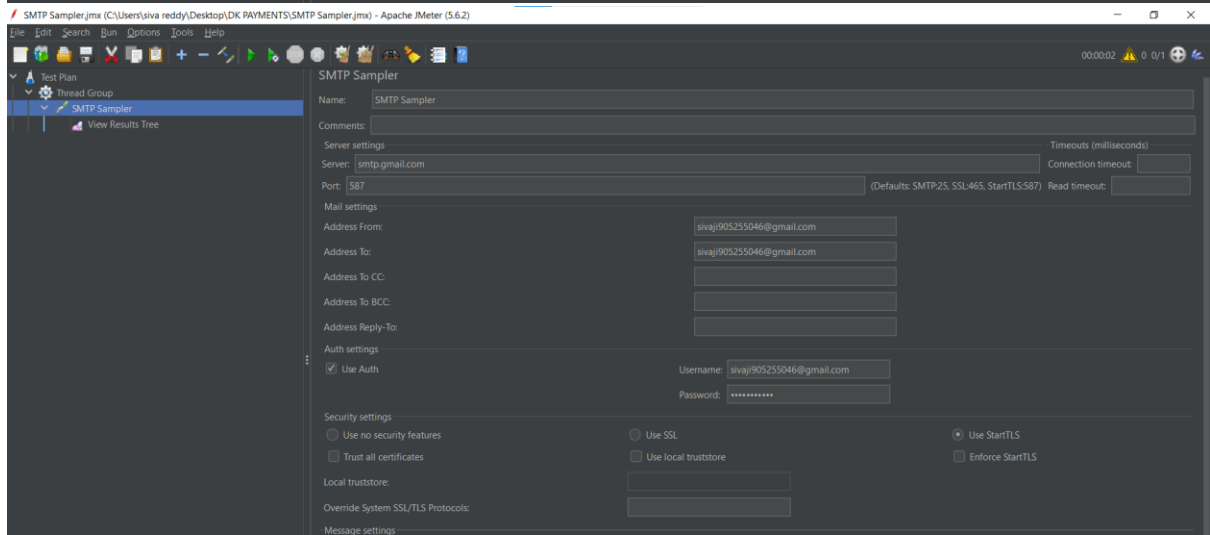 SMTP Sampler.jmx (C:\Users\siva reddy\Desktop\DK PAYMENTS\SMTP Sampler.jmx) - Apache JMeter (5.6.2)
File Edit Search Run Options Tools Help
00:00:02 0 0/1
Test Plan
Thread Group
SMTP Sampler
View Results Tree
SMTP Sampler
Name: SMTP Sampler
Comments:
Server settings Timeouts (milliseconds)
Server: smtp.gmail.com Connection timeout:
Port: 587 (Defaults: SMTP:25, SSL:465, StartTLS:587) Read timeout:
Mail settings
Address From: sivaji905255046@gmail.com
Address To: sivaji905255046@gmail.com
Address To CC:
Address To BCC:
Address Reply-To:
Auth settings
Use Auth Username: sivaji905255046@gmail.com
Password: •••••••••••
Security settings
Use no security features Use SSL Use StartTLS
Trust all certificates Use local truststore Enforce StartTLS
Local truststore:
Override System SSL/TLS Protocols:
Message settings